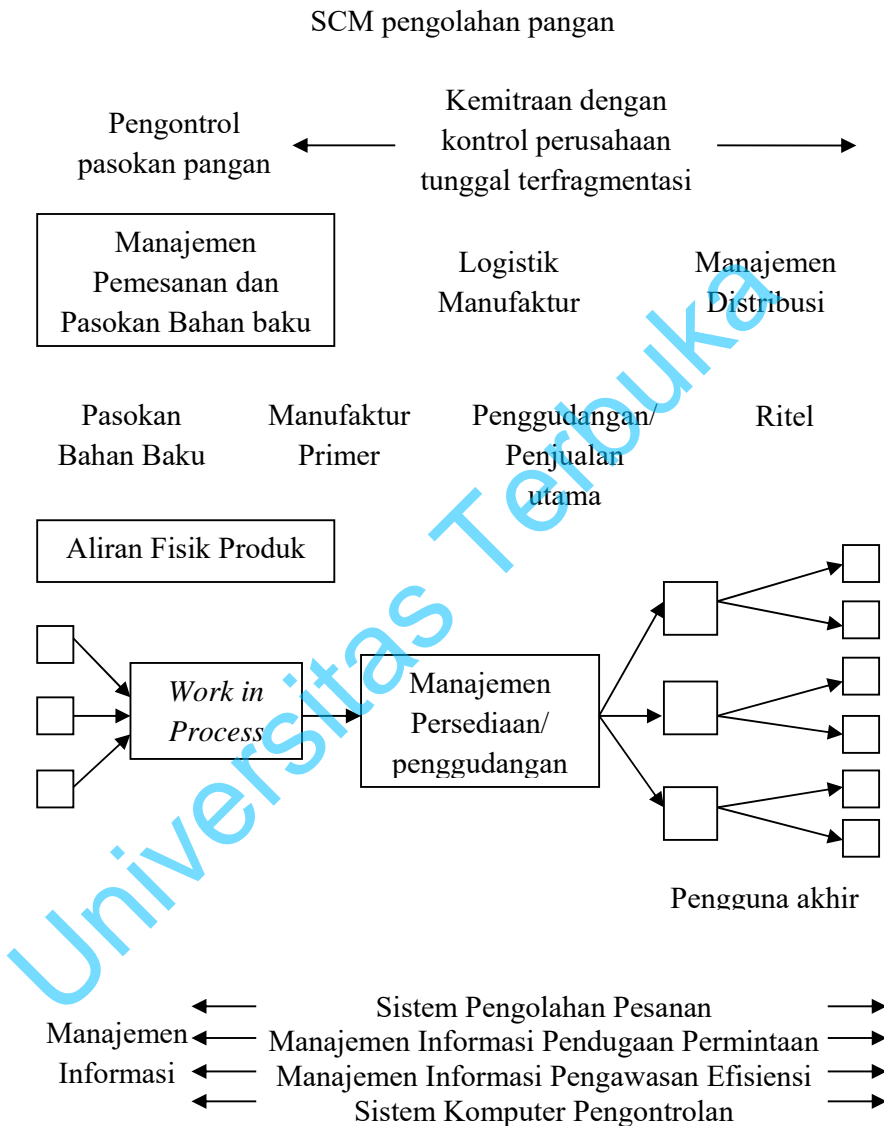 SCM pengolahan pangan
Pengontrol
pasokan pangan
Kemitraan dengan
kontrol perusahaan
tunggal terfragmentasi
Manajemen
Pemesanan dan
Pasokan Bahan baku
Logistik
Manufaktur
Manajemen
Distribusi
Pasokan
Bahan Baku
Manufaktur
Primer
Penggudangan/
Penjualan
utama
Ritel
Aliran Fisik Produk
Work in
Process
Manajemen
Persediaan/
penggudangan
Pengguna akhir
Manajemen
Informasi
Sistem Pengolahan Pesanan
Manajemen Informasi Pendugaan Permintaan
Manajemen Informasi Pengawasan Efisiensi
Sistem Komputer Pengontrolan
Universitas Terbuka